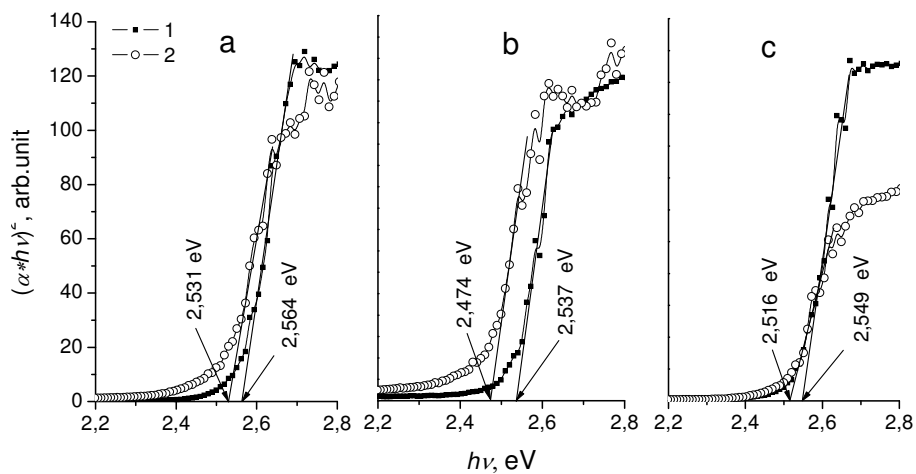 140
120
100
80
60
40
20
0
(α*hν)², arb.unit
1
2
a
b
c
2,531 eV
2,564 eV
2,474 eV
2,537 eV
2,516 eV
2,549 eV
2,2 2,4 2,6 2,8 2,2 2,4 2,6 2,8 2,2 2,4 2,6 2,8
hν, eV